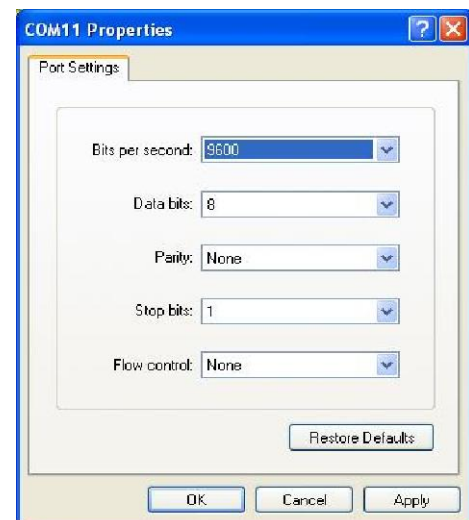 COM11 Properties
Port Settings
Bits per second: 9600
Data bits: 8
Parity: None
Stop bits: 1
Flow control: None
Restore Defaults
OK Cancel Apply